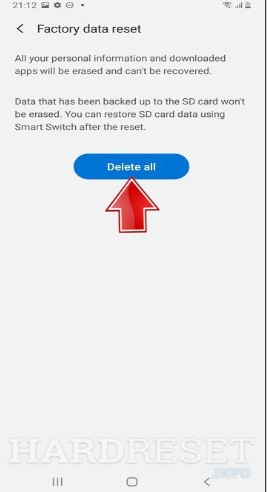 21:12
Factory data reset
All your personal information and downloaded
apps will be erased and can't be recovered.
Data that has been backed up to the SD card won't
be erased. You can restore SD card data using
Smart Switch after the reset.
Delete all
HARDRESET
.INFO